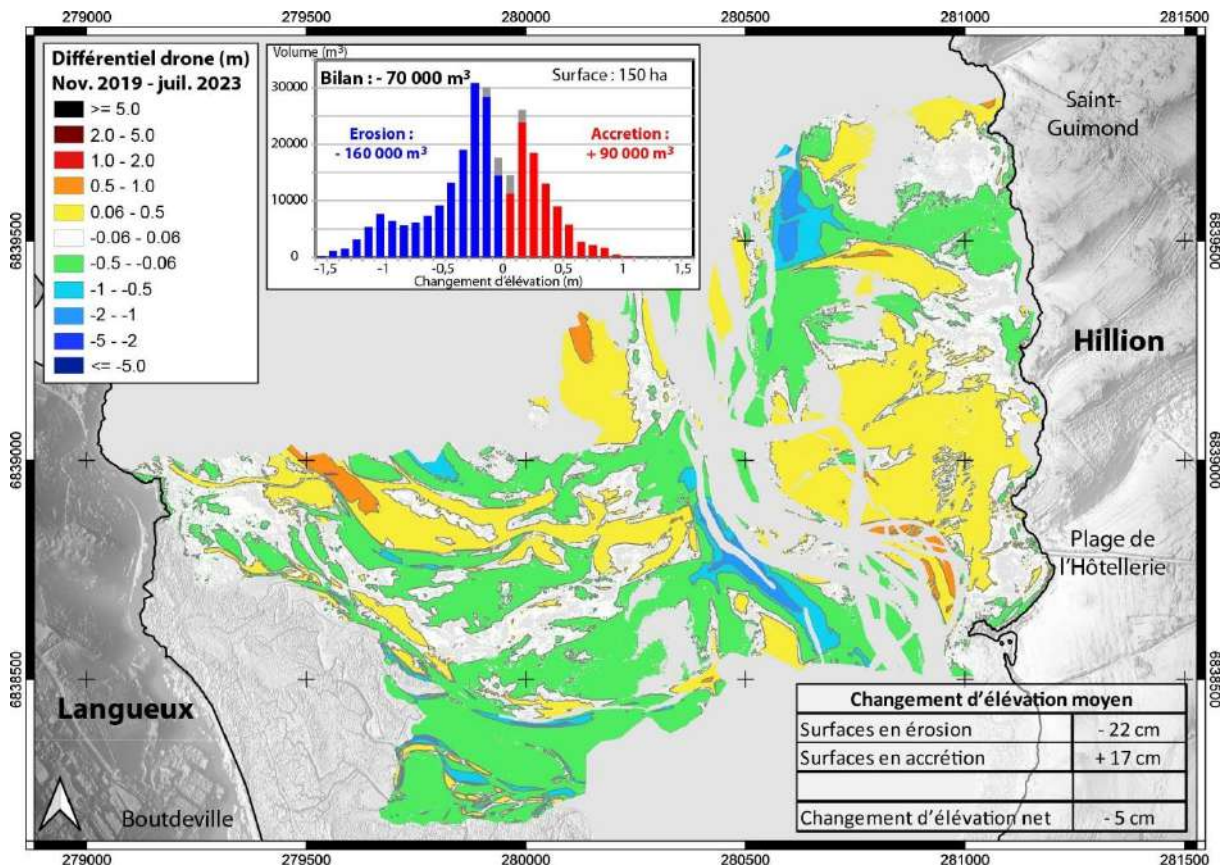 279000 279500 280000 280500 281000 281500
Différentiel drone (m)
Nov. 2019 - juil. 2023
>= 5.0
2.0 - 5.0
1.0 - 2.0
0.5 - 1.0
0.06 - 0.5
-0.06 - 0.06
-0.5 - -0.06
-1 - -0.5
-2 - -1
-5 - -2
<= -5.0
Volume (m³)
Bilan : - 70 000 m³
Surface : 150 ha
Erosion :
- 160 000 m³
Accretion :
+ 90 000 m³
30000
20000
10000
0
-1,5 -1 -0,5 0 0,5 1 1,5
Changement d'élévation (m)
Saint-
Guimond
6839500 6839500
Hillion
6839000 6839000
Plage de
l'Hôtellerie
6838500 6838500
Langueux
Boutdeville
Changement d'élévation moyen
Surfaces en érosion - 22 cm
Surfaces en accrétion + 17 cm
Changement d'élévation net - 5 cm
279000 279500 280000 280500 281000 281500